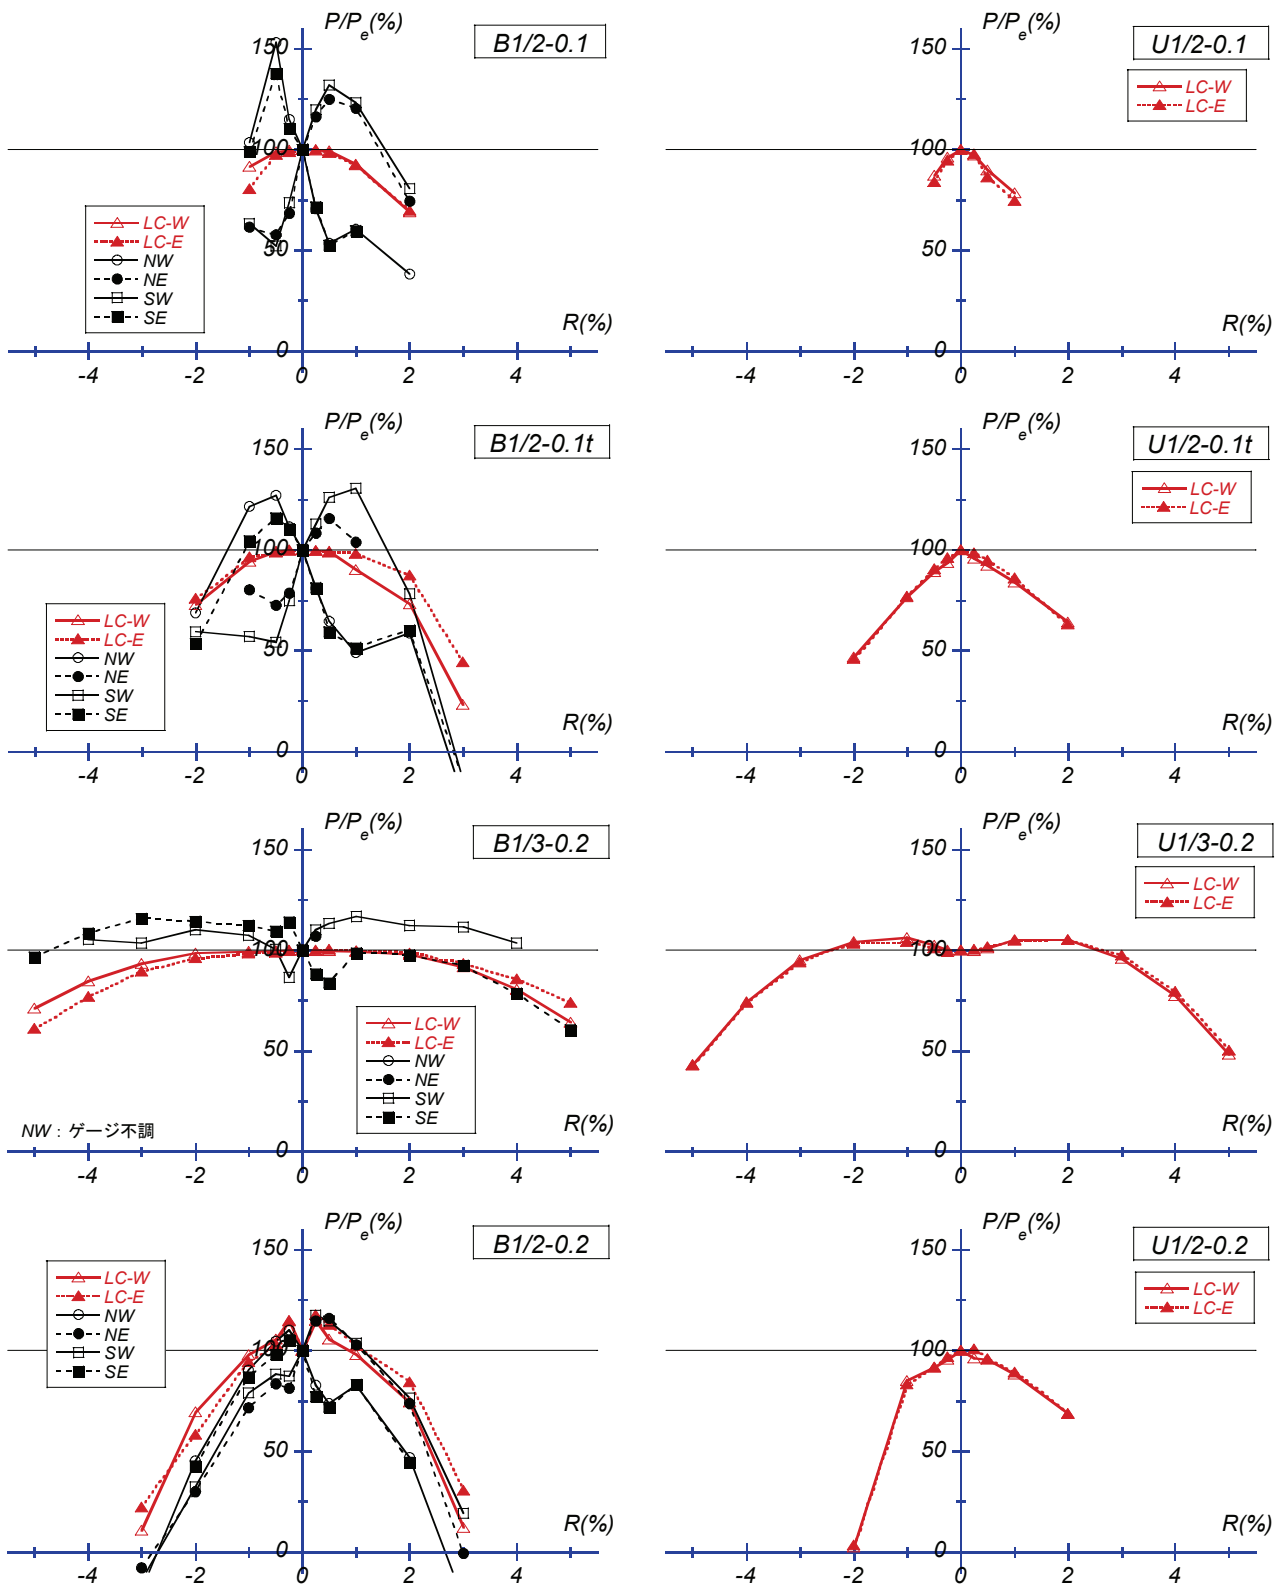 P/Pe(%)
B1/2-0.1
150
100
50
0
LC-W
LC-E
NW
NE
SW
SE
R(%)
-4 -2 0 2 4
P/Pe(%)
U1/2-0.1
LC-W
LC-E
150
100
50
0
R(%)
-4 -2 0 2 4
P/Pe(%)
B1/2-0.1t
150
100
50
0
LC-W
LC-E
NW
NE
SW
SE
R(%)
-4 -2 0 2 4
P/Pe(%)
U1/2-0.1t
LC-W
LC-E
150
100
50
0
R(%)
-4 -2 0 2 4
P/Pe(%)
B1/3-0.2
150
100
50
0
LC-W
LC-E
NW
NE
SW
SE
NW : ゲージ不調
R(%)
-4 -2 0 2 4
P/Pe(%)
U1/3-0.2
LC-W
LC-E
150
100
50
0
R(%)
-4 -2 0 2 4
P/Pe(%)
B1/2-0.2
150
100
50
0
LC-W
LC-E
NW
NE
SW
SE
R(%)
-4 -2 0 2 4
P/Pe(%)
U1/2-0.2
LC-W
LC-E
150
100
50
0
R(%)
-4 -2 0 2 4